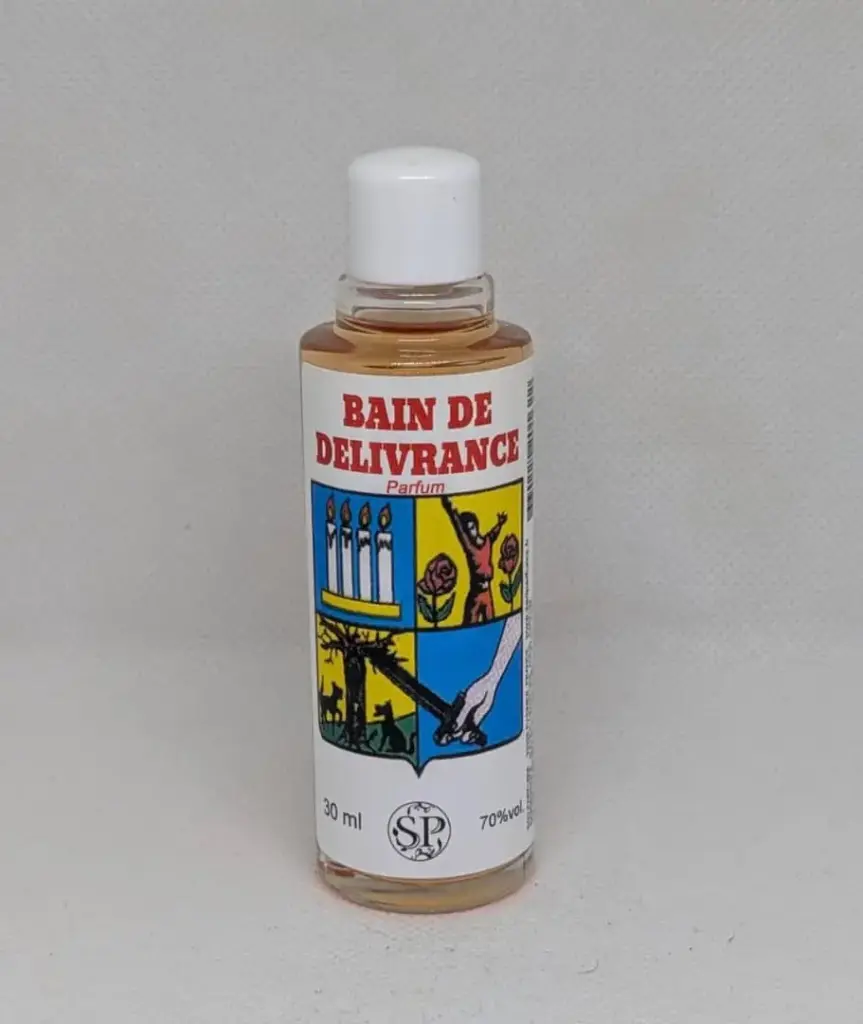 BAIN DE
DELIVRANCE
Parfum
30 ml
SP
70%vol.